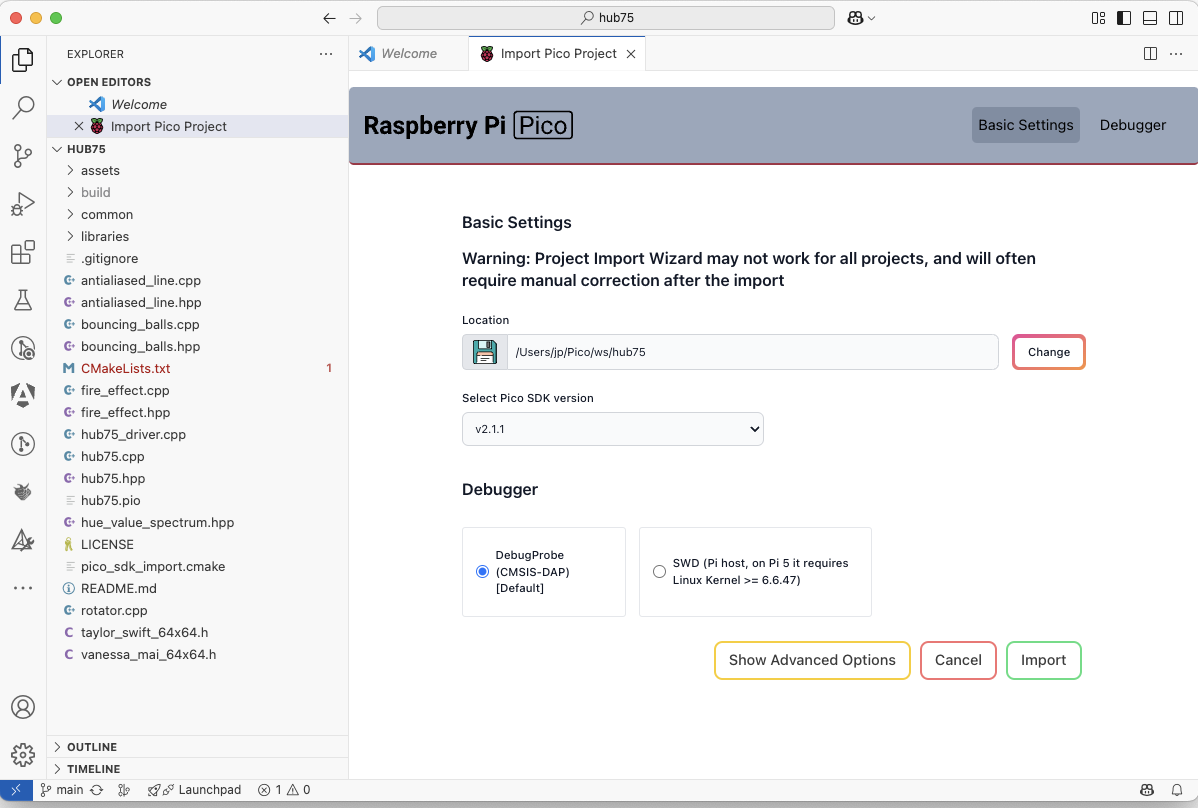 hub75
EXPLORER
Welcome
Import Pico Project
OPEN EDITORS
Welcome
Import Pico Project
HUB75
assets
build
common
libraries
.gitignore
antialiased_line.cpp
antialiased_line.hpp
bouncing_balls.cpp
bouncing_balls.hpp
CMakeLists.txt 1
fire_effect.cpp
fire_effect.hpp
hub75_driver.cpp
hub75.cpp
hub75.hpp
hub75.pio
hue_value_spectrum.hpp
LICENSE
pico_sdk_import.cmake
README.md
rotator.cpp
taylor_swift_64x64.h
vanessa_mai_64x64.h
OUTLINE
TIMELINE
Raspberry Pi Pico
Basic Settings
Debugger
Basic Settings
Warning: Project Import Wizard may not work for all projects, and will often
require manual correction after the import
Location
/Users/jp/Pico/ws/hub75
Change
Select Pico SDK version
v2.1.1
Debugger
DebugProbe
(CMSIS-DAP)
[Default]
SWD (Pi host, on Pi 5 it requires
Linux Kernel >= 6.6.47)
Show Advanced Options
Cancel
Import
main
Launchpad
1
0